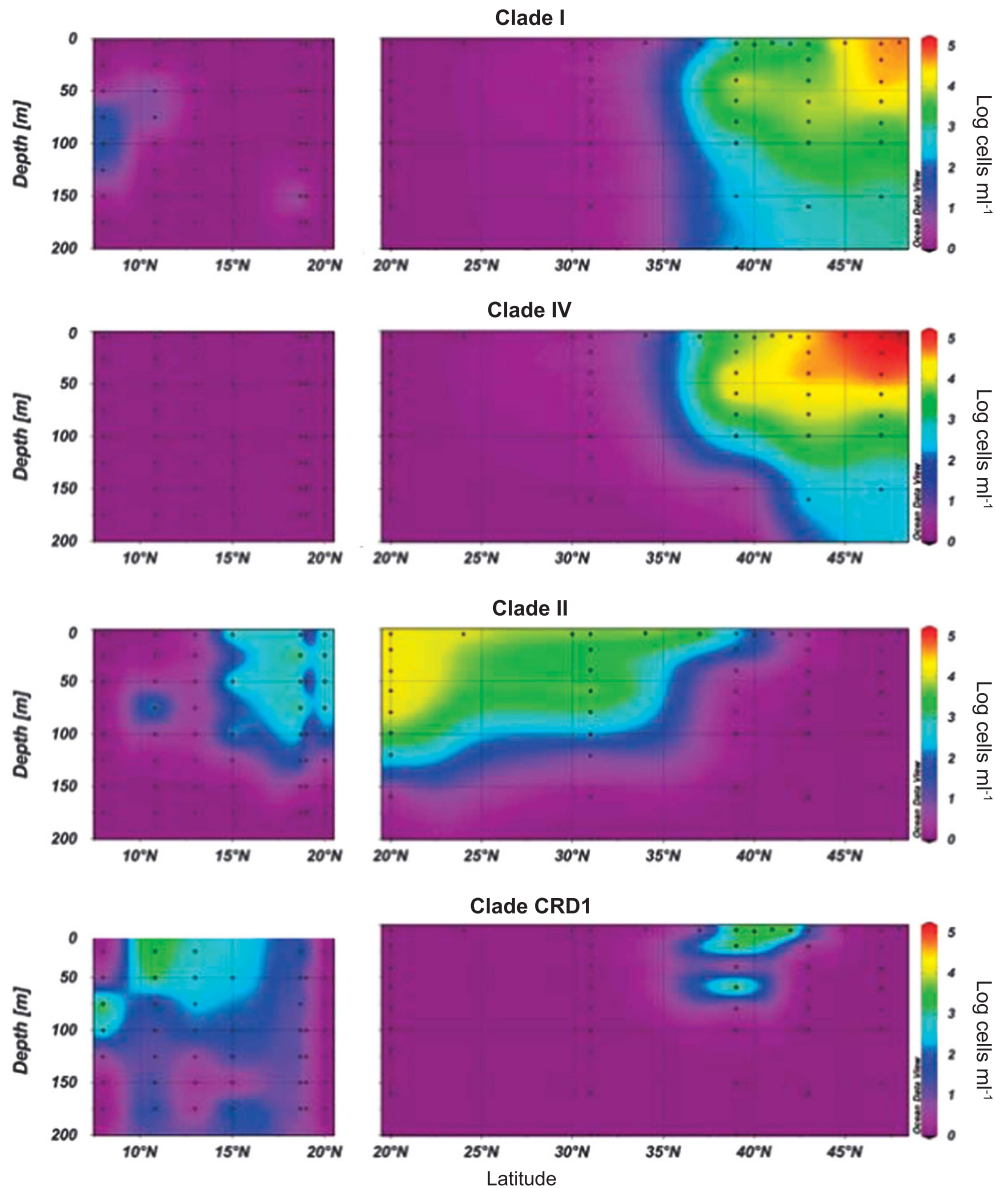 Clade I
0
50
100
150
200
Depth [m]
10°N 15°N 20°N
20°N 25°N 30°N 35°N 40°N 45°N
Ocean Data View
5
4
3
2
1
0
Log cells ml-1
Clade IV
0
50
100
150
200
Depth [m]
10°N 15°N 20°N
20°N 25°N 30°N 35°N 40°N 45°N
Ocean Data View
5
4
3
2
1
0
Log cells ml-1
Clade II
0
50
100
150
200
Depth [m]
10°N 15°N 20°N
20°N 25°N 30°N 35°N 40°N 45°N
Ocean Data View
5
4
3
2
1
0
Log cells ml-1
Clade CRD1
0
50
100
150
200
Depth [m]
10°N 15°N 20°N
20°N 25°N 30°N 35°N 40°N 45°N
Ocean Data View
5
4
3
2
1
0
Log cells ml-1
Latitude